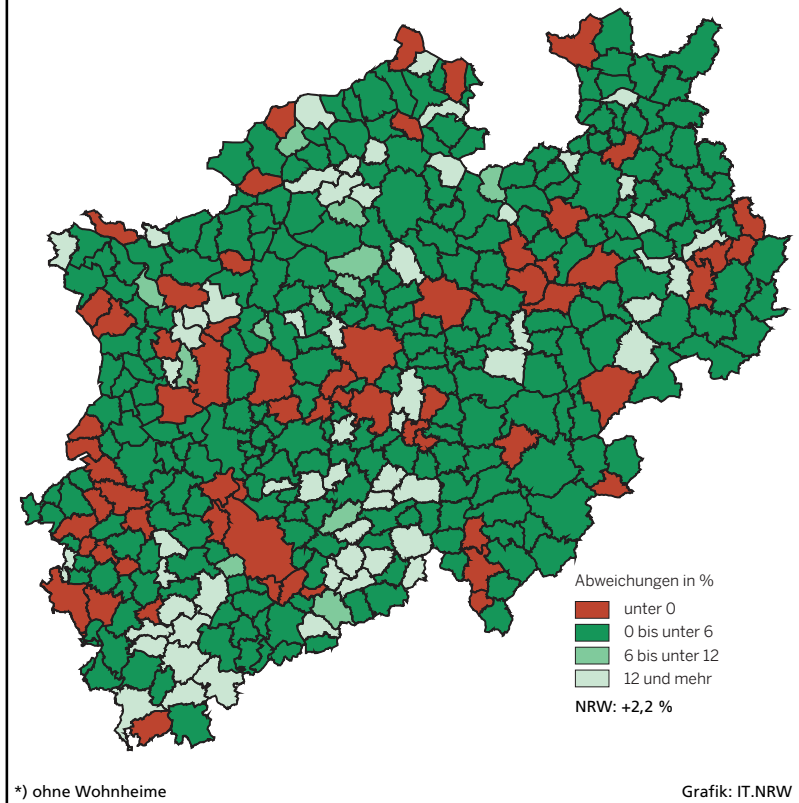 Abweichungen in %
unter 0
0 bis unter 6
6 bis unter 12
12 und mehr
NRW: +2,2 %
*) ohne Wohnheime
Grafik: IT.NRW